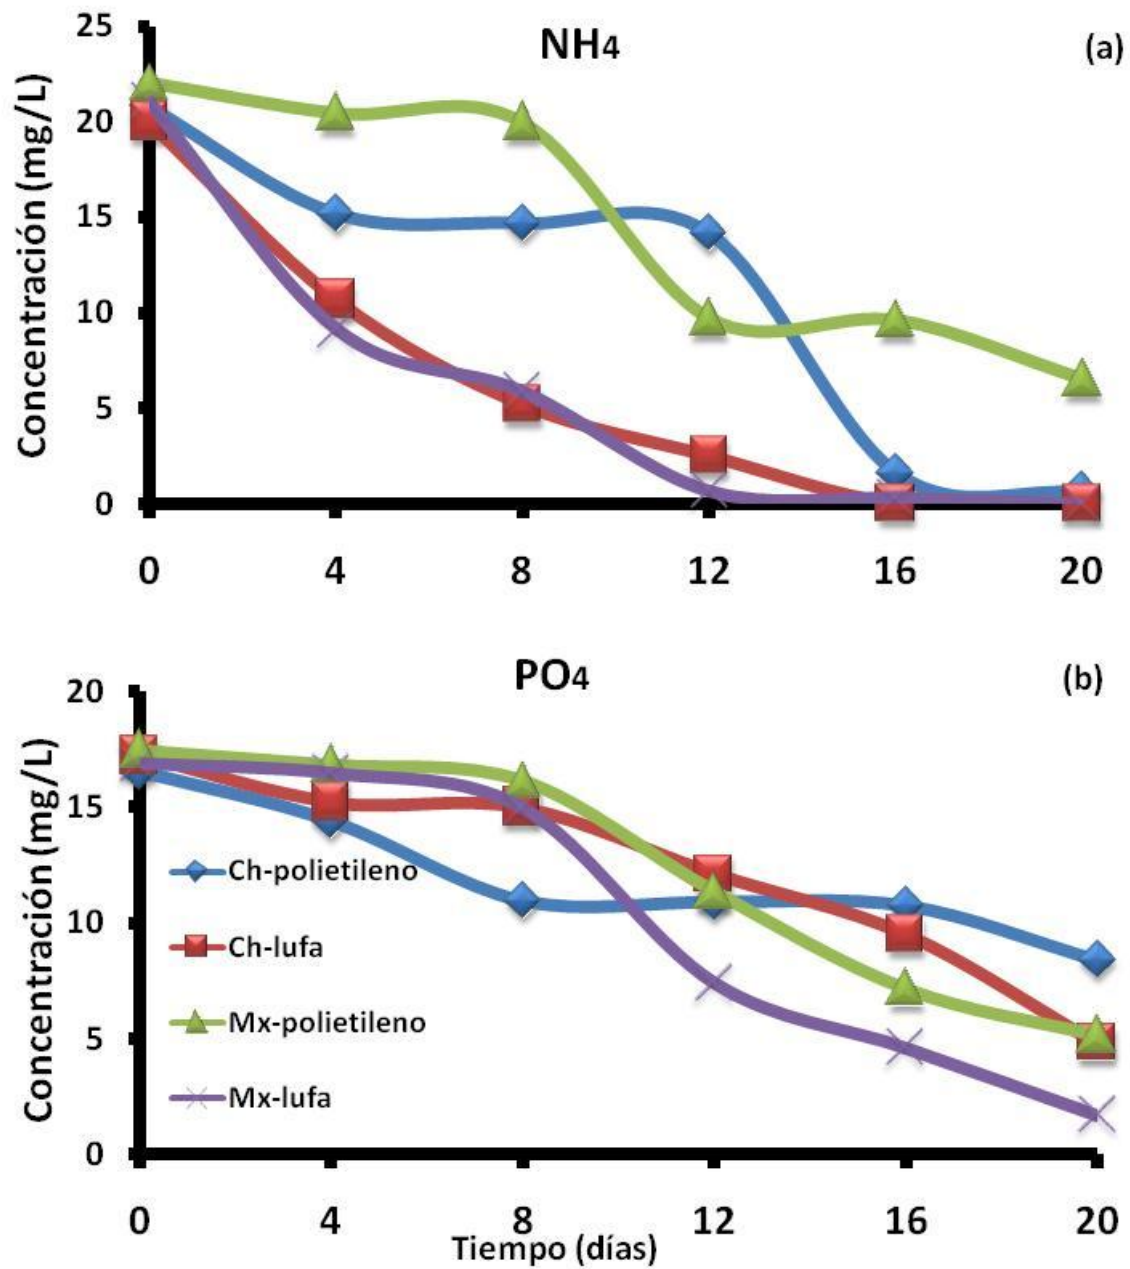 NH4
(a)
Concentración (mg/L)
25
20
15
10
5
0
0 4 8 12 16 20
PO4
(b)
Concentración (mg/L)
20
15
10
5
0
Ch-polietileno
Ch-lufa
Mx-polietileno
Mx-lufa
0 4 8 12 16 20
Tiempo (días)